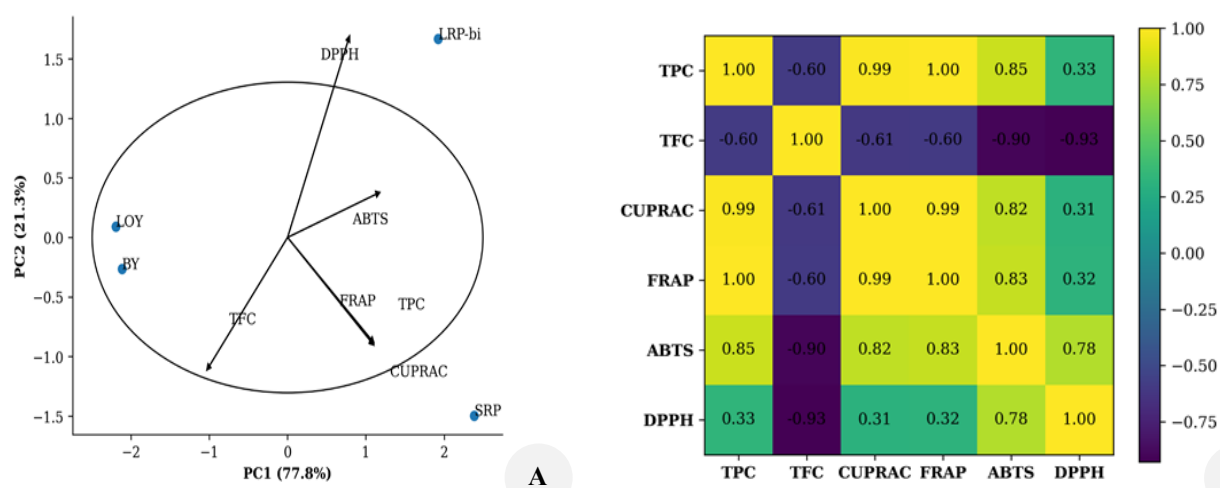 PC2 (21.3%)
1.5
1.0
0.5
0.0
−0.5
−1.0
−1.5
LRP-bi
DPPH
LOY
ABTS
BY
FRAP
TPC
TFC
CUPRAC
SRP
−2 −1 0 1 2
PC1 (77.8%)
A
TPC 1.00 -0.60 0.99 1.00 0.85 0.33
TFC -0.60 1.00 -0.61 -0.60 -0.90 -0.93
CUPRAC 0.99 -0.61 1.00 0.99 0.82 0.31
FRAP 1.00 -0.60 0.99 1.00 0.83 0.32
ABTS 0.85 -0.90 0.82 0.83 1.00 0.78
DPPH 0.33 -0.93 0.31 0.32 0.78 1.00
TPC TFC CUPRAC FRAP ABTS DPPH
1.00
0.75
0.50
0.25
0.00
−0.25
−0.50
−0.75